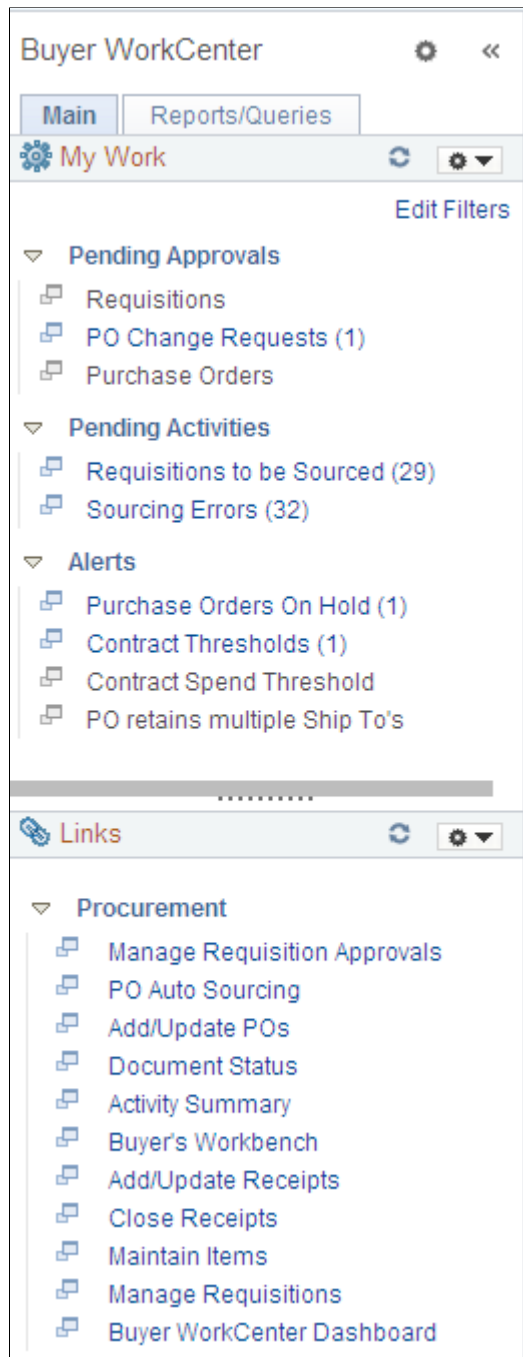 Buyer WorkCenter
Main Reports/Queries
My Work
Edit Filters
Pending Approvals
Requisitions
PO Change Requests (1)
Purchase Orders
Pending Activities
Requisitions to be Sourced (29)
Sourcing Errors (32)
Alerts
Purchase Orders On Hold (1)
Contract Thresholds (1)
Contract Spend Threshold
PO retains multiple Ship To's
Links
Procurement
Manage Requisition Approvals
PO Auto Sourcing
Add/Update POs
Document Status
Activity Summary
Buyer's Workbench
Add/Update Receipts
Close Receipts
Maintain Items
Manage Requisitions
Buyer WorkCenter Dashboard